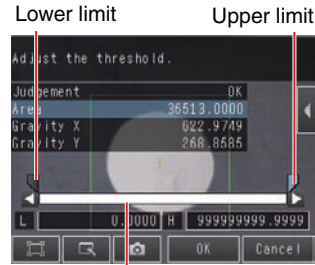 Lower limit
Upper limit
Adjust the threshold.
Judgement OK
Area 36513.0000
Gravity X 622.9749
Gravity Y 268.8585
L 0.0000 H 999999999.9999
OK Cancel